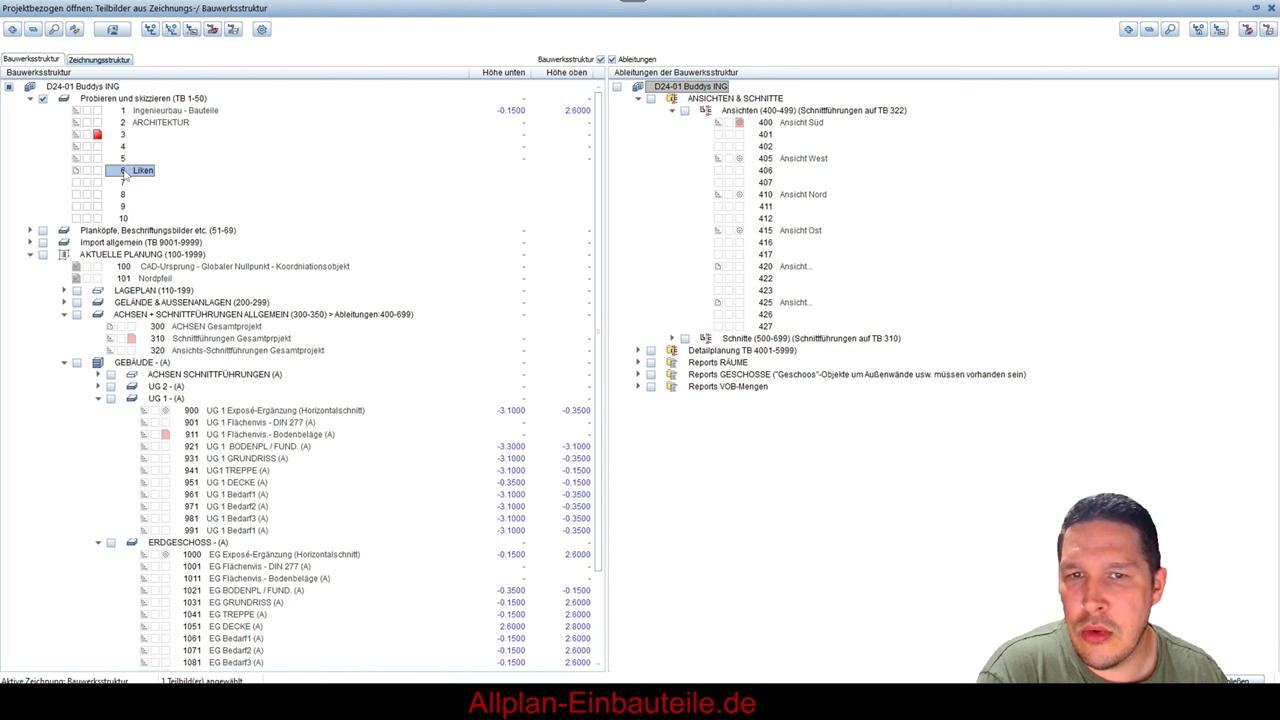 Projektbezogen öffnen: Teilbilder aus Zeichnungs-/ Bauwerksstruktur
Bauwerksstruktur Zeichnungsstruktur Bauwerksstruktur Ableitungen
Bauwerksstruktur Höhe unten Höhe oben
D24-01 Buddys ING
Probieren und skizzieren (TB 1-50) - -
1 Ingenieurbau - Bauteile -0.1500 2.6000
2 ARCHITEKTUR - -
3 - -
4 - -
5 - -
6 Liken - -
7 - -
8 - -
9 - -
10 - -
Planköpfe, Beschriftungsbilder etc. (51-69) - -
Import allgemein (TB 9001-9999) - -
AKTUELLE PLANUNG (100-1999) - -
100 CAD-Ursprung - Globaler Nullpunkt - Koordniationsobjekt - -
101 Nordpfeil - -
LAGEPLAN (110-199) - -
GELÄNDE & AUSSENANLAGEN (200-299) - -
ACHSEN + SCHNITTFÜHRUNGEN ALLGEMEIN (300-350) > Ableitungen:400-699) - -
300 ACHSEN Gesamtprojekt - -
310 Schnittführungen Gesamtprjekt - -
320 Ansichts-Schnittführungen Gesamtprojekt - -
GEBÄUDE - (A) - -
ACHSEN SCHNITTFÜHRUNGEN (A) - -
UG 2 - (A) - -
UG 1 - (A) - -
900 UG 1 Exposé-Ergänzung (Horizontalschnitt) -3.1000 -0.3500
901 UG 1 Flächenvis - DIN 277 (A) - -
911 UG 1 Flächenvis.- Bodenbeläge (A) - -
921 UG 1 BODENPL / FUND. (A) -3.3000 -3.1000
931 UG 1 GRUNDRISS (A) -3.1000 -0.3500
941 UG1 TREPPE (A) -3.1000 -0.1500
951 UG 1 DECKE (A) -0.3500 -0.1500
961 UG 1 Bedarf1 (A) -3.1000 -0.3500
971 UG 1 Bedarf2 (A) -3.1000 -0.3500
981 UG 1 Bedarf3 (A) -3.1000 -0.3500
991 UG 1 Bedarf1 (A) -3.1000 -0.3500
ERDGESCHOSS - (A) - -
1000 EG Exposé-Ergänzung (Horizontalschnitt) -0.1500 2.6000
1001 EG Flächenvis - DIN 277 (A) - -
1011 EG Flächenvis.- Bodenbeläge (A) - -
1021 EG BODENPL / FUND. (A) -0.3500 -0.1500
1031 EG GRUNDRISS (A) -0.1500 2.6000
1041 EG TREPPE (A) -0.1500 2.6000
1051 EG DECKE (A) 2.6000 2.8000
1061 EG Bedarf1 (A) -0.1500 2.6000
1071 EG Bedarf2 (A) -0.1500 2.6000
1081 EG Bedarf3 (A) -0.1500 2.6000
Aktive Zeichnung: Bauwerksstruktur 1 Teilbild(er) angewählt
Ableitungen der Bauwerksstruktur
D24-01 Buddys ING
ANSICHTEN & SCHNITTE
Ansichten (400-499) (Schnittführungen auf TB 322)
400 Ansicht Süd
401
402
405 Ansicht West
406
407
410 Ansicht Nord
411
412
415 Ansicht Ost
416
417
420 Ansicht...
422
423
425 Ansicht...
426
427
Schnitte (500-699) (Schnittführungen auf TB 310)
Detailplanung TB 4001-5999)
Reports RÄUME
Reports GESCHOSSE ("Geschoos"-Objekte um Außenwände usw. müssen vorhanden sein)
Reports VOB-Mengen
Allplan-Einbauteile.de